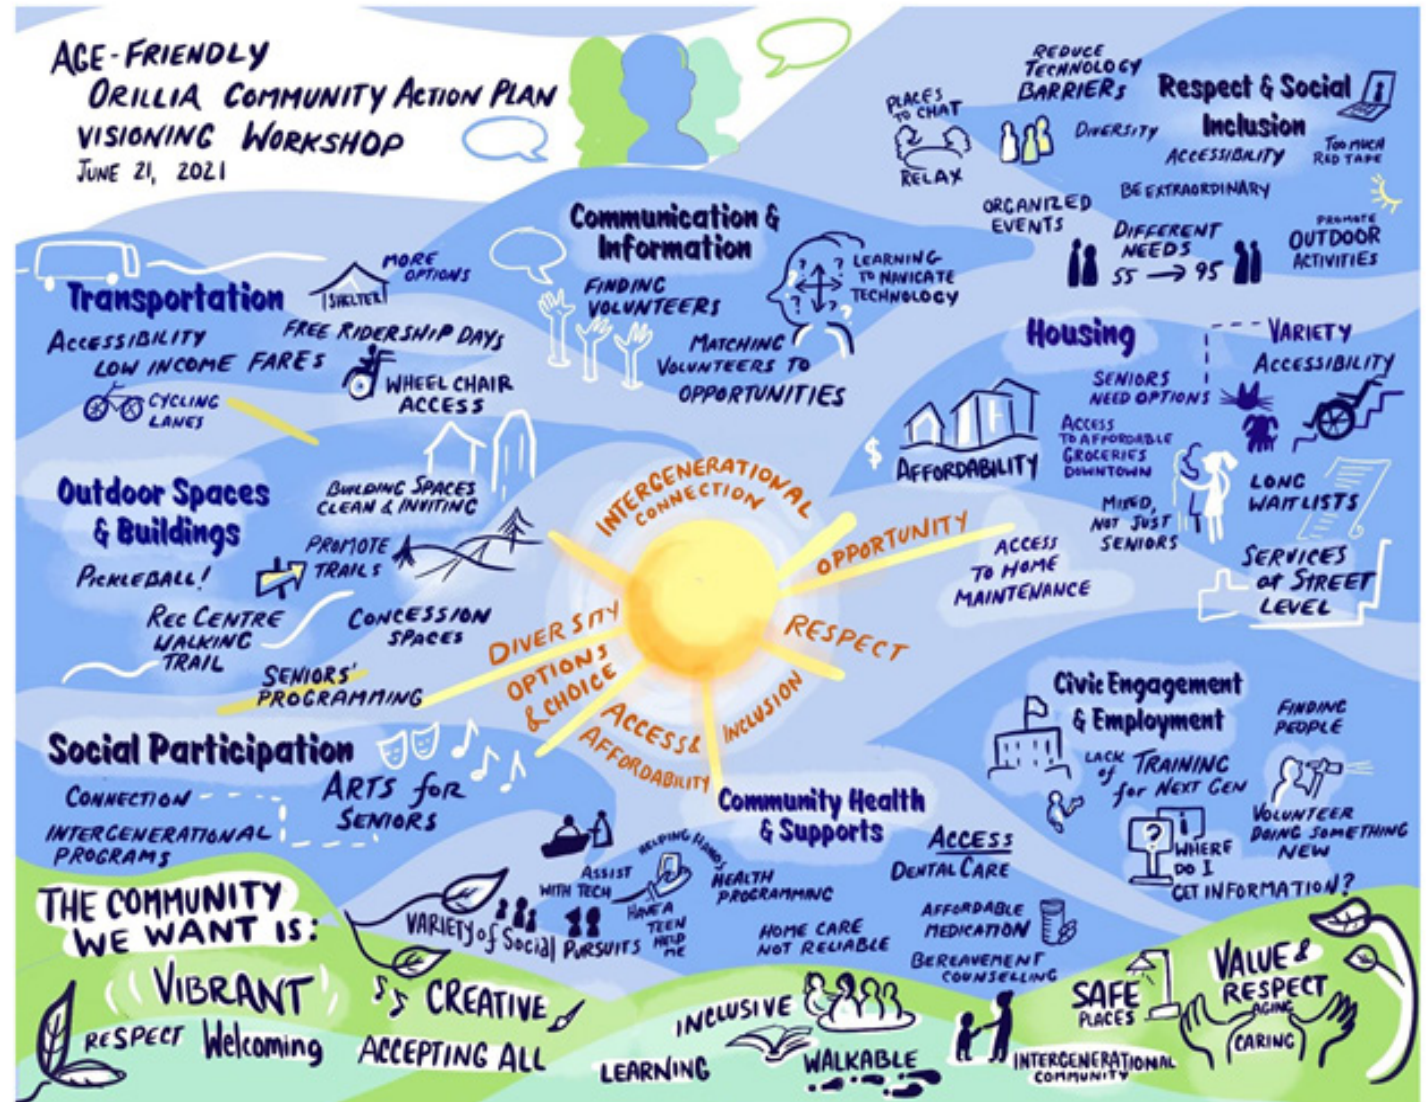 AGE-FRIENDLY
ORILLIA COMMUNITY ACTION PLAN
VISIONING WORKSHOP
JUNE 21, 2021
REDUCE
TECHNOLOGY
BARRIERS
Respect & Social
Inclusion
PLACES
TO CHAT
RELAX
DIVERSITY
ACCESSIBILITY
TOO MUCH
RED TAPE
BE EXTRAORDINARY
ORGANIZED
EVENTS
DIFFERENT
NEEDS
55 → 95
PROMOTE
OUTDOOR
ACTIVITIES
Communication &
Information
FINDING
VOLUNTEERS
LEARNING
TO NAVIGATE
TECHNOLOGY
? ?
? ?
MATCHING
VOLUNTEERS TO
OPPORTUNITIES
Transportation
SHELTER
MORE
OPTIONS
ACCESSIBILITY
FREE RIDERSHIP DAYS
LOW INCOME FARES
WHEEL CHAIR
ACCESS
CYCLING
LANES
Housing
VARIETY
ACCESSIBILITY
SENIORS
NEED OPTIONS
$
AFFORDABILITY
ACCESS
TO AFFORDABLE
GROCERIES
DOWNTOWN
LONG
WAITLISTS
MIXED,
NOT JUST
SENIORS
SERVICES
at STREET
LEVEL
ACCESS
TO HOME
MAINTENANCE
Outdoor Spaces
& Buildings
BUILDING SPACES
CLEAN & INVITING
PICKLEBALL!
PROMOTE
TRAILS
REC CENTRE
WALKING
TRAIL
CONCESSION
SPACES
SENIORS'
PROGRAMMING
INTERGENERATIONAL
CONNECTION
OPPORTUNITY
RESPECT
INCLUSION
ACCESS &
AFFORDABILITY
OPTIONS
& CHOICE
DIVERSITY
Social Participation
CONNECTION
ARTS for
SENIORS
INTERGENERATIONAL
PROGRAMS
Community Health
& Supports
ACCESS
DENTAL CARE
HELPING HANDS
ASSIST
WITH TECH
HAVE A
TEEN
HELP
ME
HEALTH
PROGRAMMING
VARIETY of Social PURSUITS
HOME CARE
NOT RELIABLE
AFFORDABLE
MEDICATION
BEREAVEMENT
COUNSELLING
Civic Engagement
& Employment
FINDING
PEOPLE
LACK
of TRAINING
for NEXT GEN
VOLUNTEER
DOING SOMETHING
NEW
?
i
WHERE
DO I
GET INFORMATION?
THE COMMUNITY
WE WANT IS:
VIBRANT
RESPECT
Welcoming
CREATIVE
ACCEPTING ALL
INCLUSIVE
LEARNING
WALKABLE
INTERGENERATIONAL
COMMUNITY
SAFE
PLACES
VALUE &
RESPECT
AGING
CARING